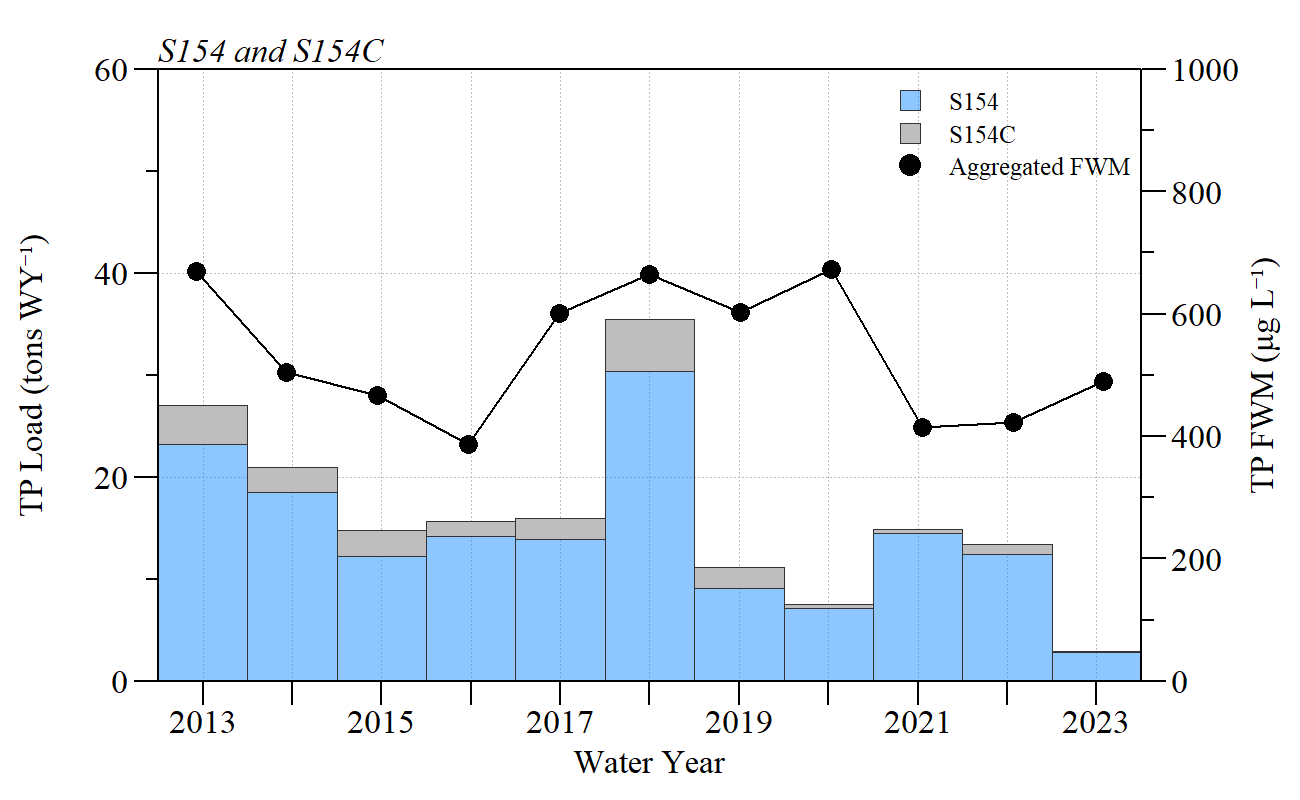 S154 and S154C
60
40
20
0
TP Load (tons WY⁻¹)
1000
800
600
400
200
0
TP FWM (µg L⁻¹)
S154
S154C
Aggregated FWM
2013
2015
2017
2019
2021
2023
Water Year